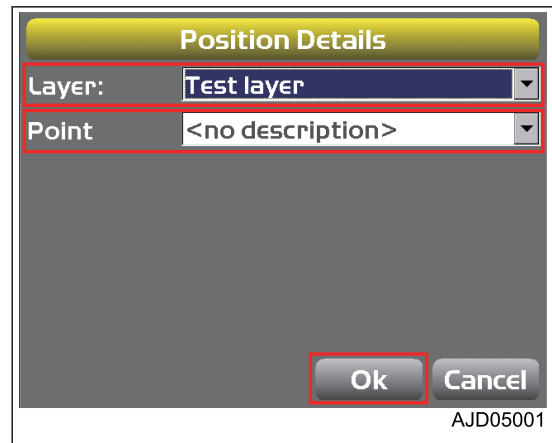 Position Details
Layer: Test layer
Point <no description>
Ok Cancel
AJD05001